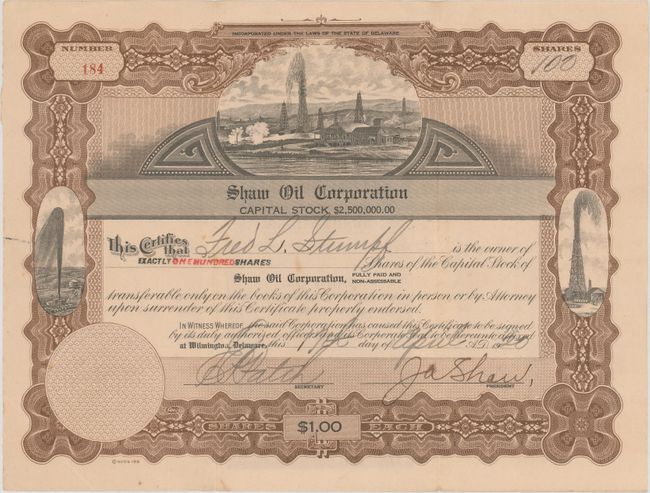 INCORPORATED UNDER THE LAWS OF THE STATE OF DELAWARE
NUMBER
184
SHARES
100
Shaw Oil Corporation
CAPITAL STOCK, $2,500,000.00
This Certifies that Fred L. Stumpf is the owner of
EXACTLY ONE HUNDRED SHARES Shares of the Capital Stock of
Shaw Oil Corporation, FULLY PAID AND NON-ASSESSABLE
transferable only on the books of this Corporation in person or by Attorney
upon surrender of this Certificate properly endorsed.
IN WITNESS WHEREOF, the said Corporation has caused this Certificate to be signed
by its duly authorized officers and its Corporate Seal to be hereunto affixed
at Wilmington, Delaware, this day of A.D. 19
J A Shaw,
SECRETARY
PRESIDENT
SHARES $1.00 EACH